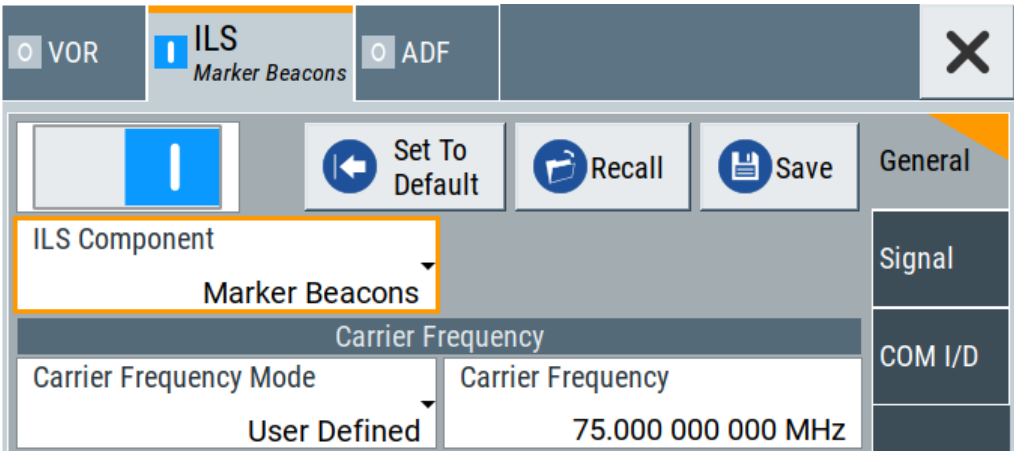 VOR
ILS
Marker Beacons
ADF
Set To
Default
Recall
Save
General
ILS Component
Marker Beacons
Signal
Carrier Frequency
COM I/D
Carrier Frequency Mode
User Defined
Carrier Frequency
75.000 000 000 MHz